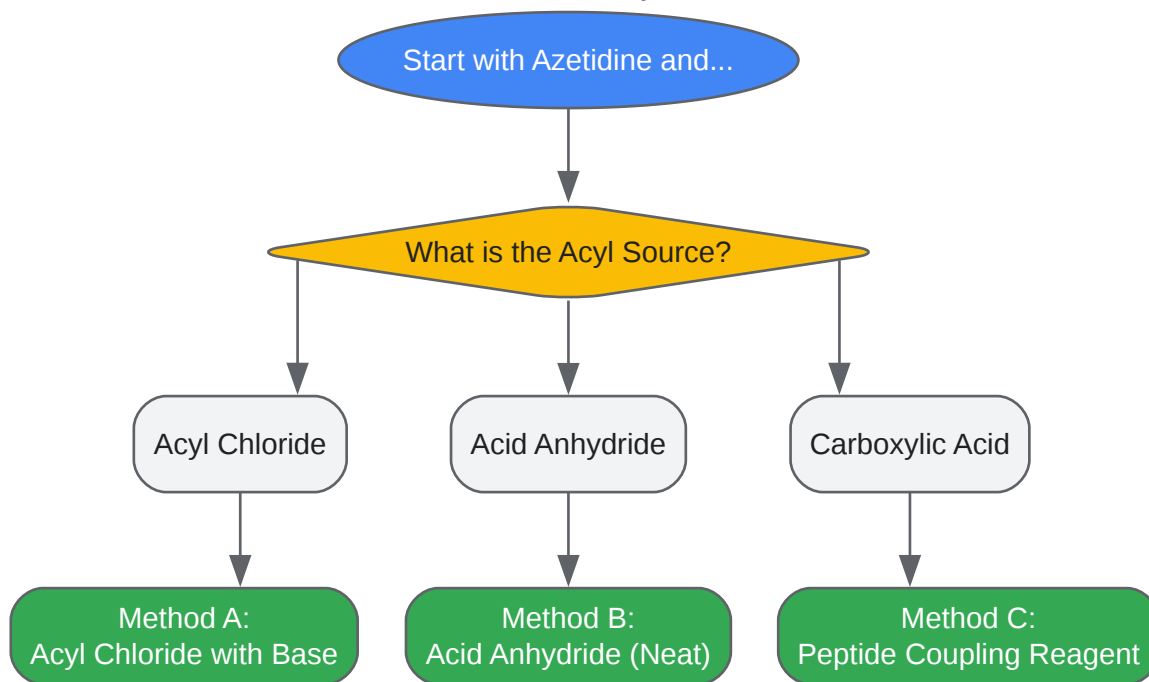 Start with Azetidine and...
What is the Acyl Source?
Acyl Chloride
Acid Anhydride
Carboxylic Acid
Method A:
Acyl Chloride with Base
Method B:
Acid Anhydride (Neat)
Method C:
Peptide Coupling Reagent